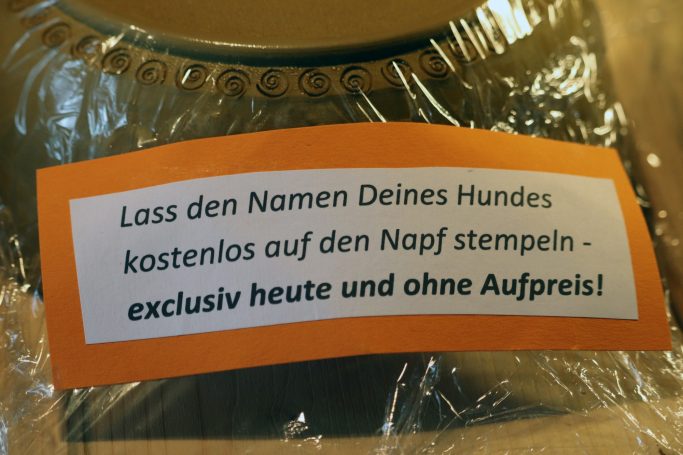 Lass den Namen Deines Hundes
kostenlos auf den Napf stempeln -
exclusiv heute und ohne Aufpreis!